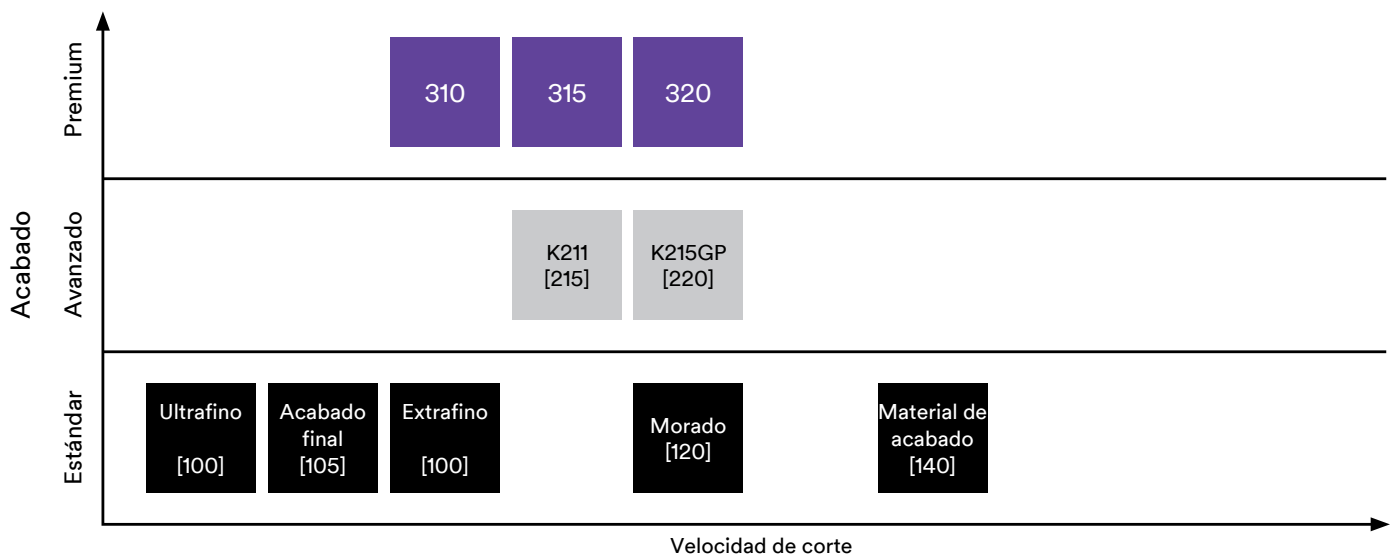 Acabado
Premium
310
315
320
Avanzado
K211
[215]
K215GP
[220]
Estándar
Ultrafino
[100]
Acabado
final
[105]
Extrafino
[100]
Morado
[120]
Material de
acabado
[140]
Velocidad de corte